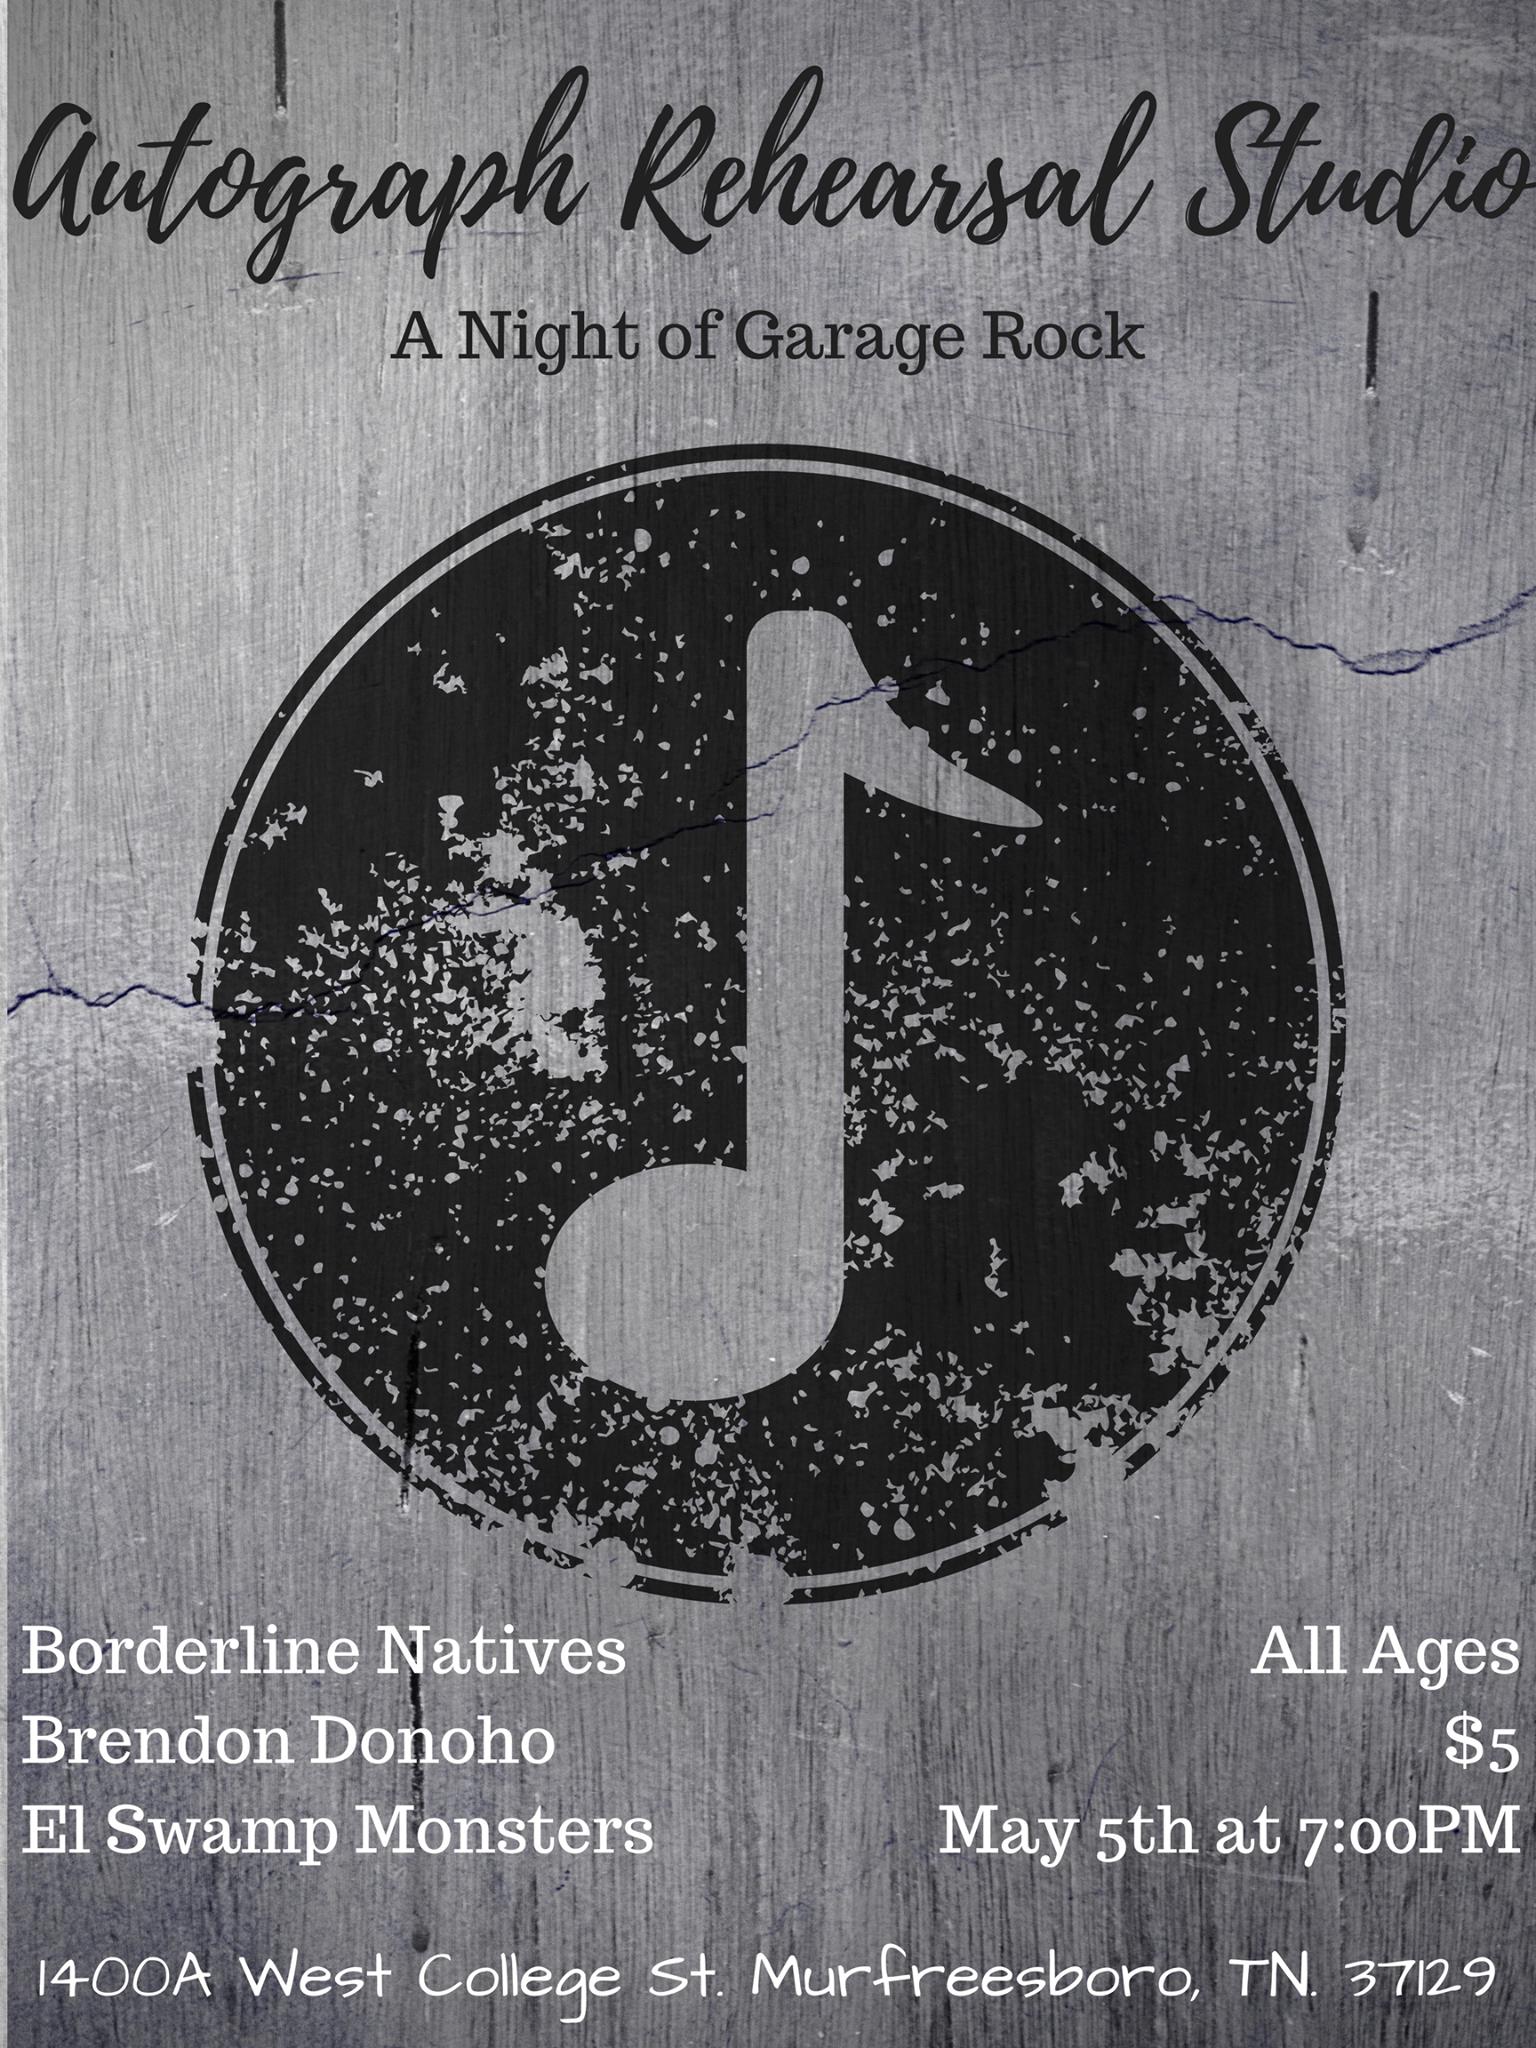 Autograph Rehearsal Studio
A Night of Garage Rock
Borderline Natives
Brendon Donoho
El Swamp Monsters
All Ages
$5
May 5th at 7:00PM
1400A West College St. Murfreesboro, TN. 37129